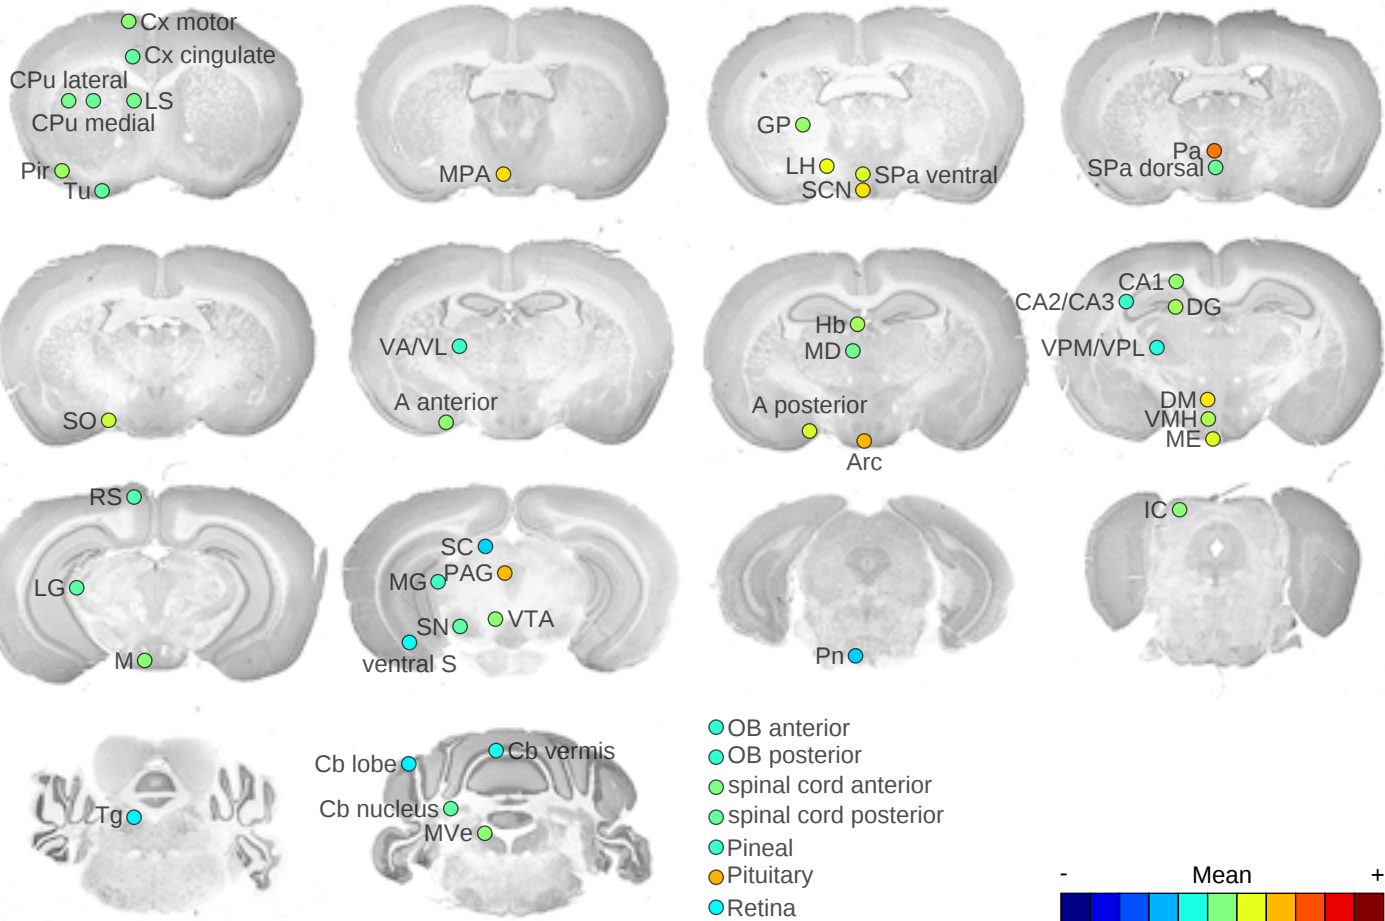 Cx motor
Cx cingulate
CPu lateral
LS
CPu medial
Pir
Tu
MPA
GP
LH
SPa ventral
SCN
Pa
SPa dorsal
SO
VA/VL
A anterior
Hb
MD
A posterior
Arc
CA1
CA2/CA3
DG
VPM/VPL
DM
VMH
ME
RS
LG
M
SC
PAG
MG
VTA
SN
ventral S
Pn
IC
Tg
Cb lobe
Cb vermis
Cb nucleus
MVe
OB anterior
OB posterior
spinal cord anterior
spinal cord posterior
Pineal
Pituitary
Retina
- Mean +